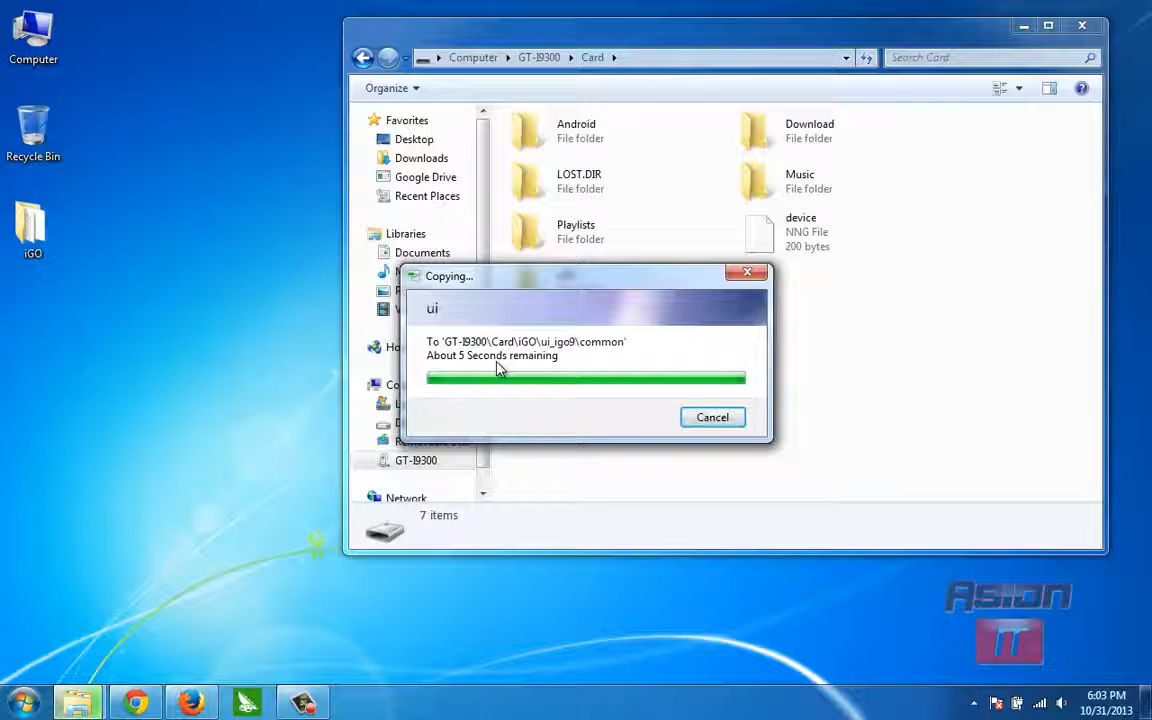 Computer
Recycle Bin
iGO
Computer
GT-I9300
Card
Search Card
Organize
Favorites
Desktop
Downloads
Google Drive
Recent Places
Libraries
Documents
GT-I9300
Network
Android
File folder
Download
File folder
LOST.DIR
File folder
Music
File folder
Playlists
File folder
device
NNG File
200 bytes
Copying...
ui
To 'GT-I9300\Card\iGO\ui_igo9\common'
About 5 Seconds remaining
Cancel
7 items
Asion
IT
6:03 PM
10/31/2013